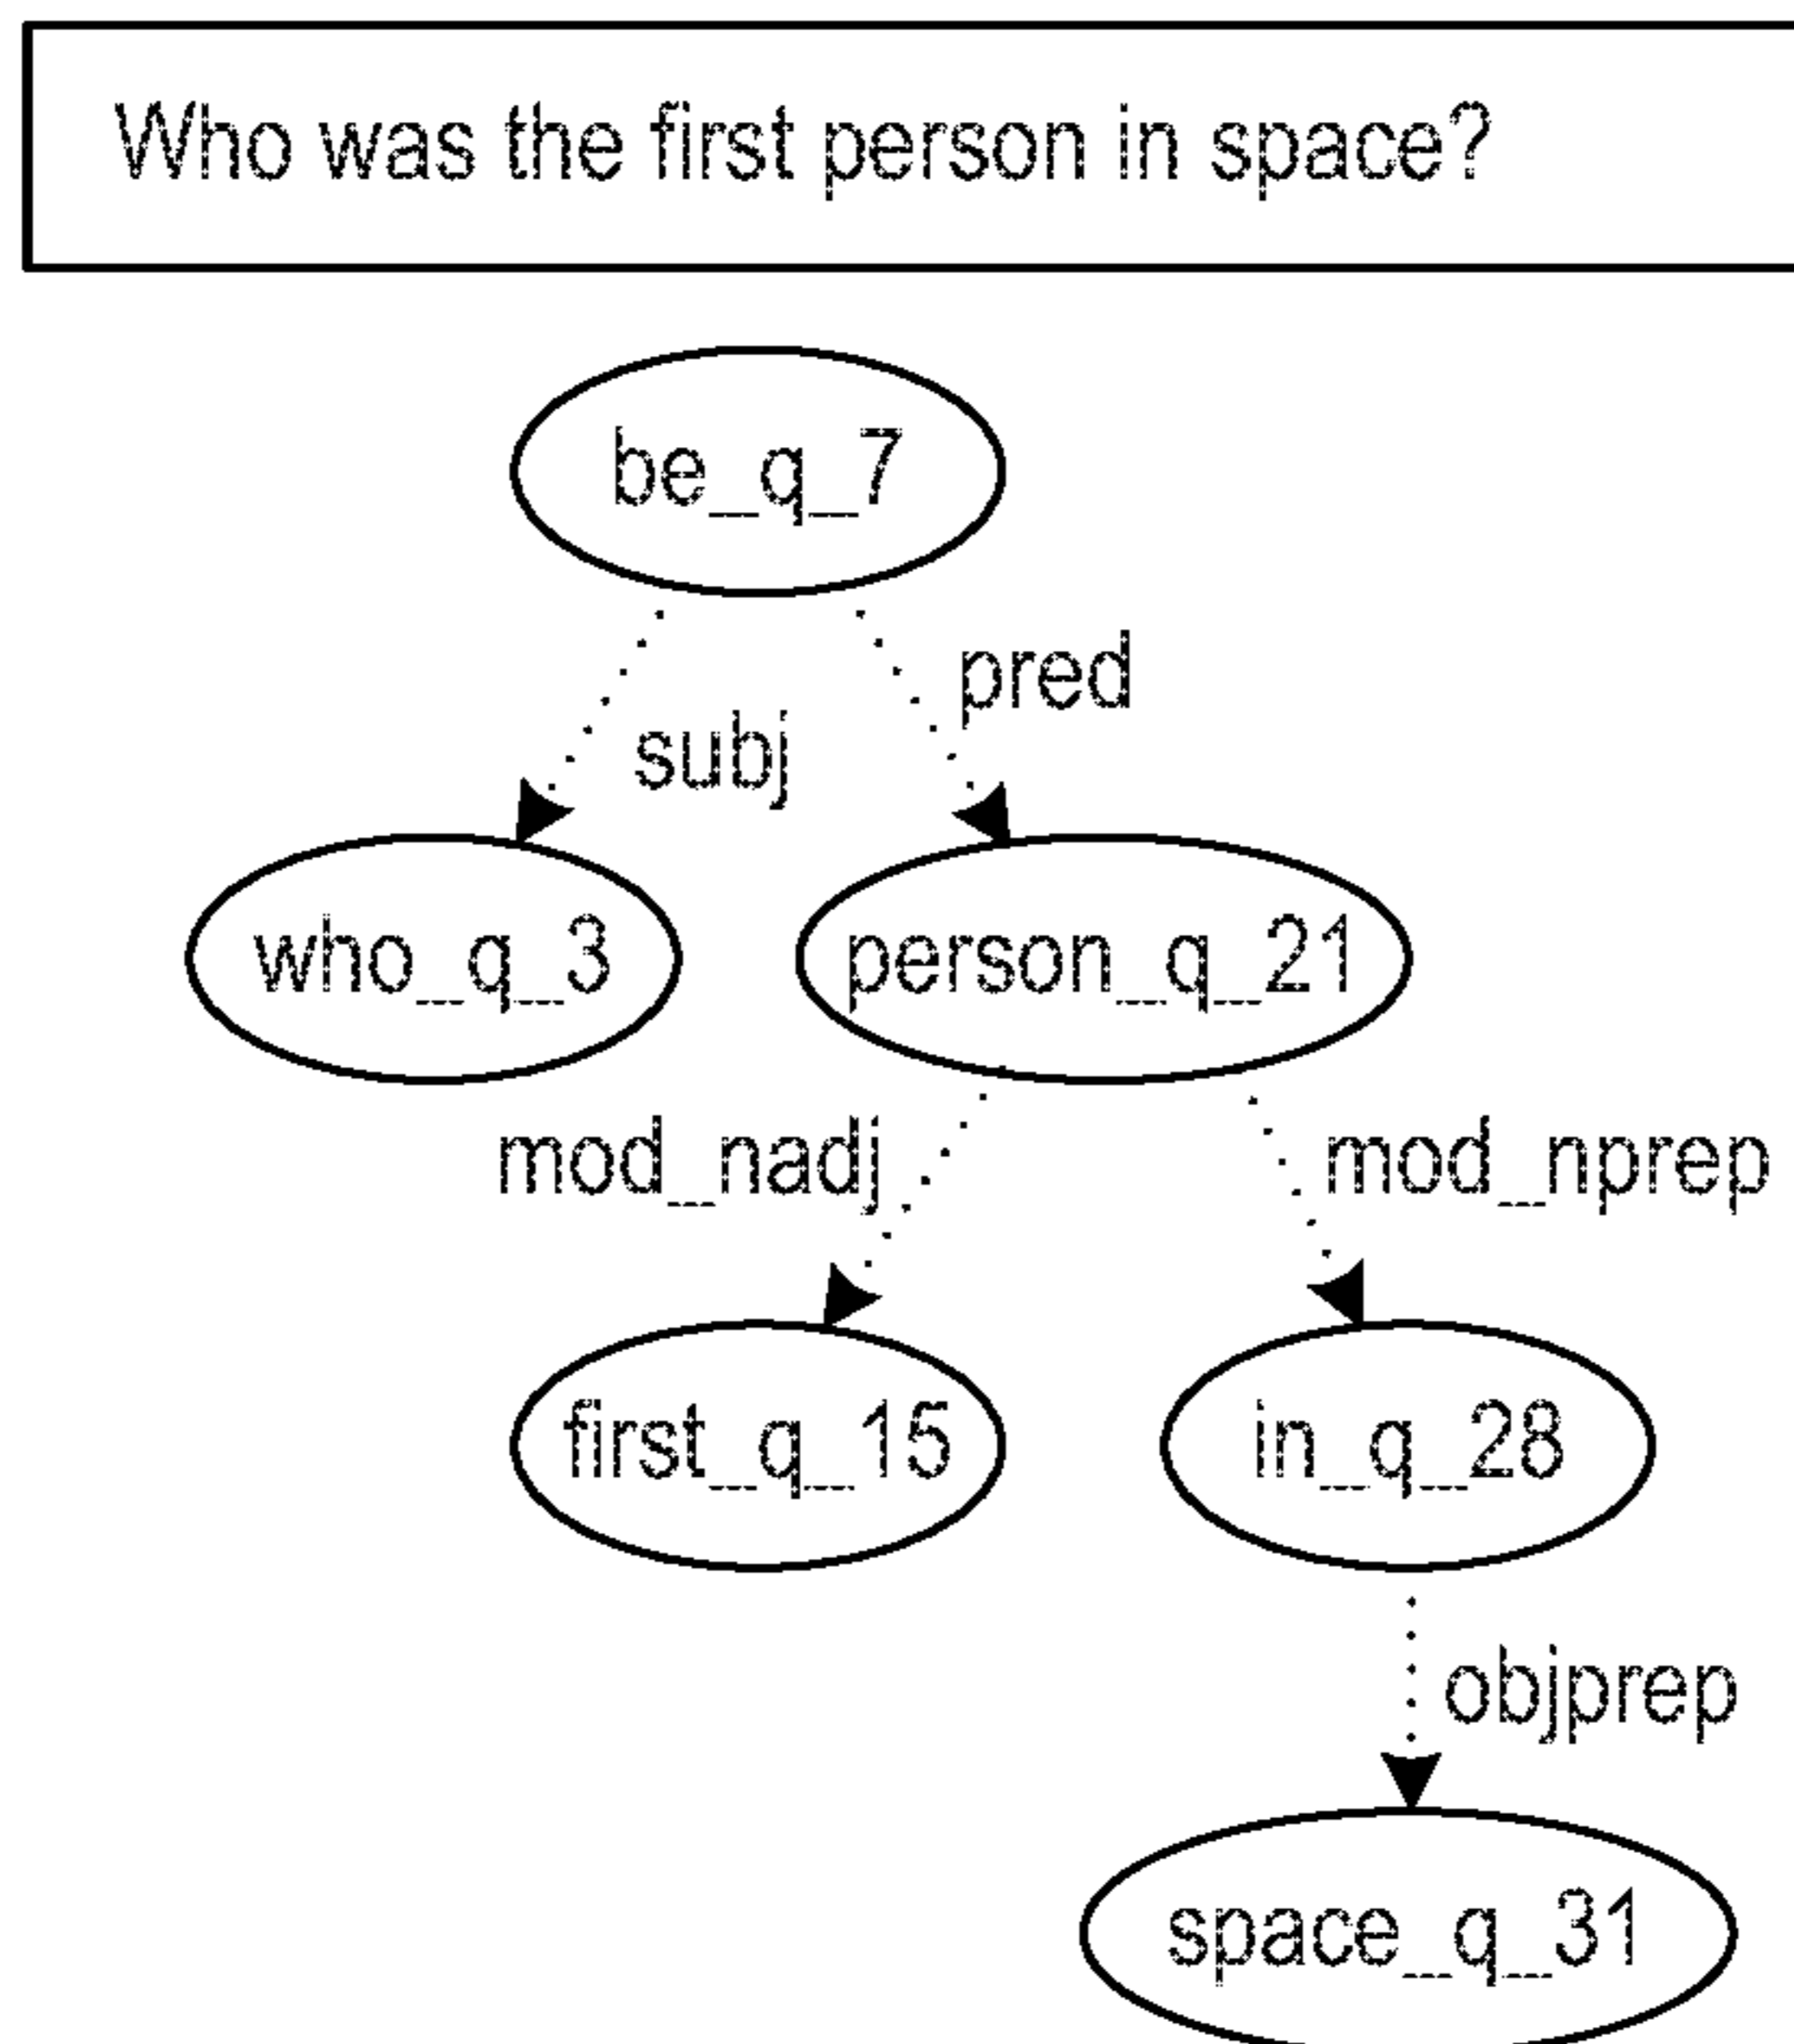 Who was the first person in space?
be_q_7
pred
subj
who_q_3
person_q_21
mod_nadj
mod_nprep
first_q_15
in_q_28
objprep
space_q_31